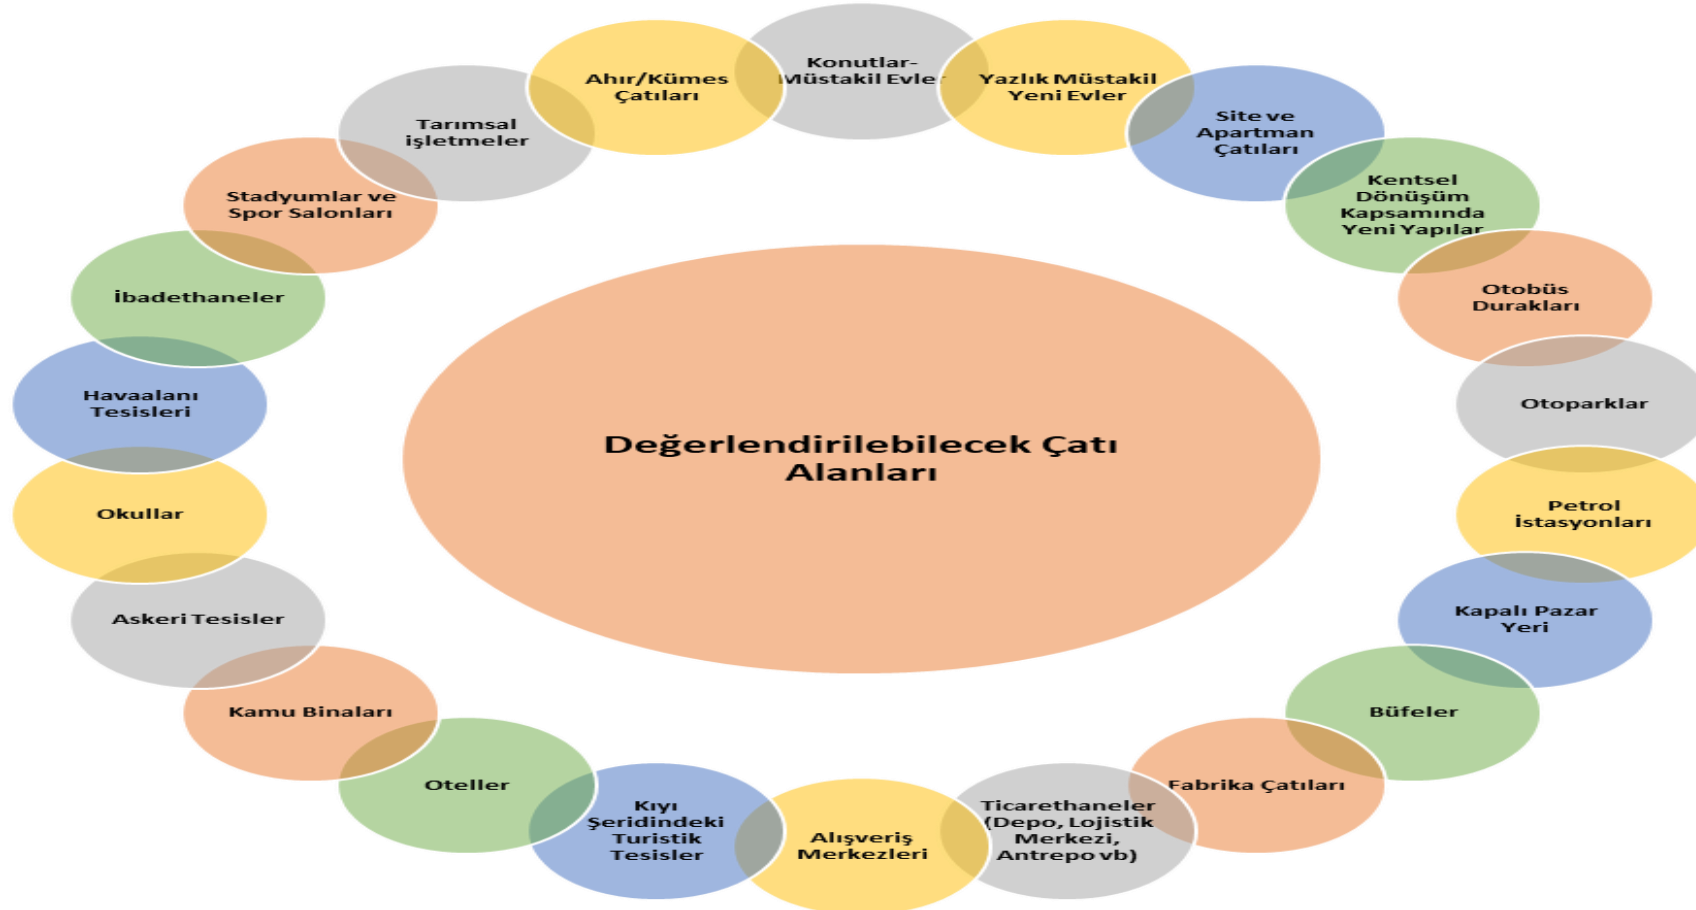 Konutlar-
Müstakil Evler
Yazlık Müstakil
Yeni Evler
Site ve
Apartman
Çatıları
Kentsel
Dönüşüm
Kapsamında
Yeni Yapılar
Otobüs
Durakları
Otoparklar
Petrol
İstasyonları
Kapalı Pazar
Yeri
Büfeler
Fabrika Çatıları
Ticarethaneler
(Depo, Lojistik
Merkezi,
Antrepo vb)
Alışveriş
Merkezleri
Kıyı
Şeridindeki
Turistik
Tesisler
Oteller
Kamu Binaları
Askeri Tesisler
Okullar
Havaalanı
Tesisleri
İbadethaneler
Stadyumlar ve
Spor Salonları
Tarımsal
işletmeler
Ahır/Kümes
Çatıları
Değerlendirilebilecek Çatı
Alanları